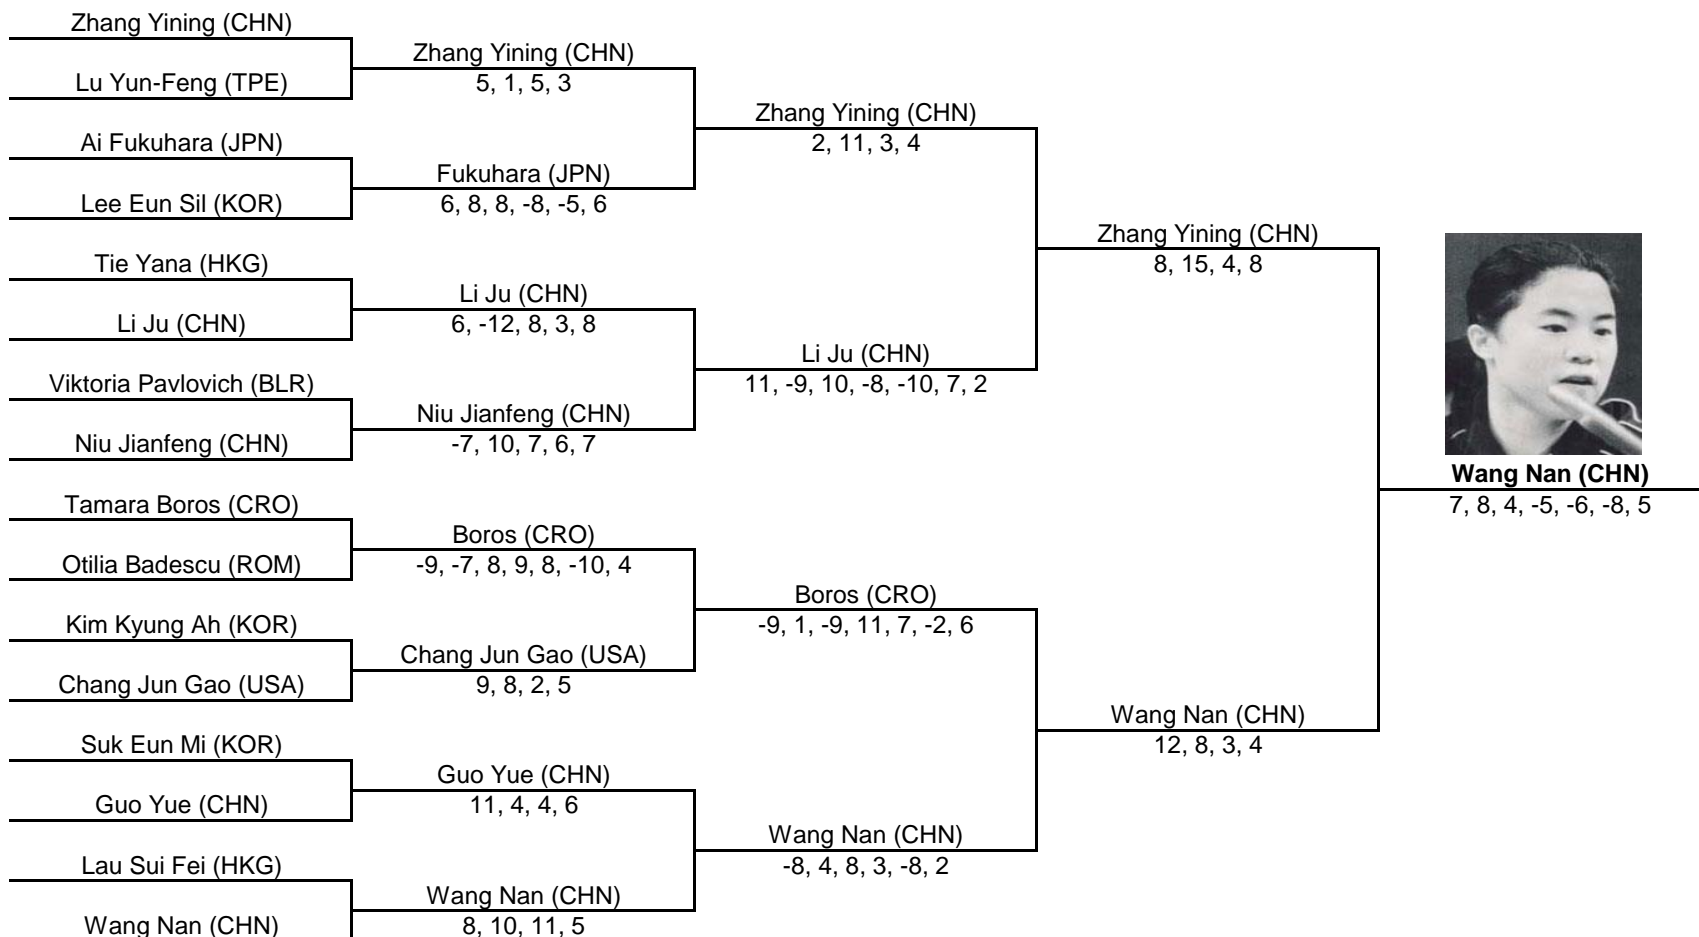 Zhang Yining (CHN)
Lu Yun-Feng (TPE)
Ai Fukuhara (JPN)
Lee Eun Sil (KOR)
Tie Yana (HKG)
Li Ju (CHN)
Viktoria Pavlovich (BLR)
Niu Jianfeng (CHN)
Tamara Boros (CRO)
Otilia Badescu (ROM)
Kim Kyung Ah (KOR)
Chang Jun Gao (USA)
Suk Eun Mi (KOR)
Guo Yue (CHN)
Lau Sui Fei (HKG)
Wang Nan (CHN)
Zhang Yining (CHN)
5, 1, 5, 3
Fukuhara (JPN)
6, 8, 8, -8, -5, 6
Li Ju (CHN)
6, -12, 8, 3, 8
Niu Jianfeng (CHN)
-7, 10, 7, 6, 7
Boros (CRO)
-9, -7, 8, 9, 8, -10, 4
Chang Jun Gao (USA)
9, 8, 2, 5
Guo Yue (CHN)
11, 4, 4, 6
Wang Nan (CHN)
8, 10, 11, 5
Zhang Yining (CHN)
2, 11, 3, 4
Li Ju (CHN)
11, -9, 10, -8, -10, 7, 2
Boros (CRO)
-9, 1, -9, 11, 7, -2, 6
Wang Nan (CHN)
-8, 4, 8, 3, -8, 2
Zhang Yining (CHN)
8, 15, 4, 8
Wang Nan (CHN)
12, 8, 3, 4
Wang Nan (CHN)
7, 8, 4, -5, -6, -8, 5